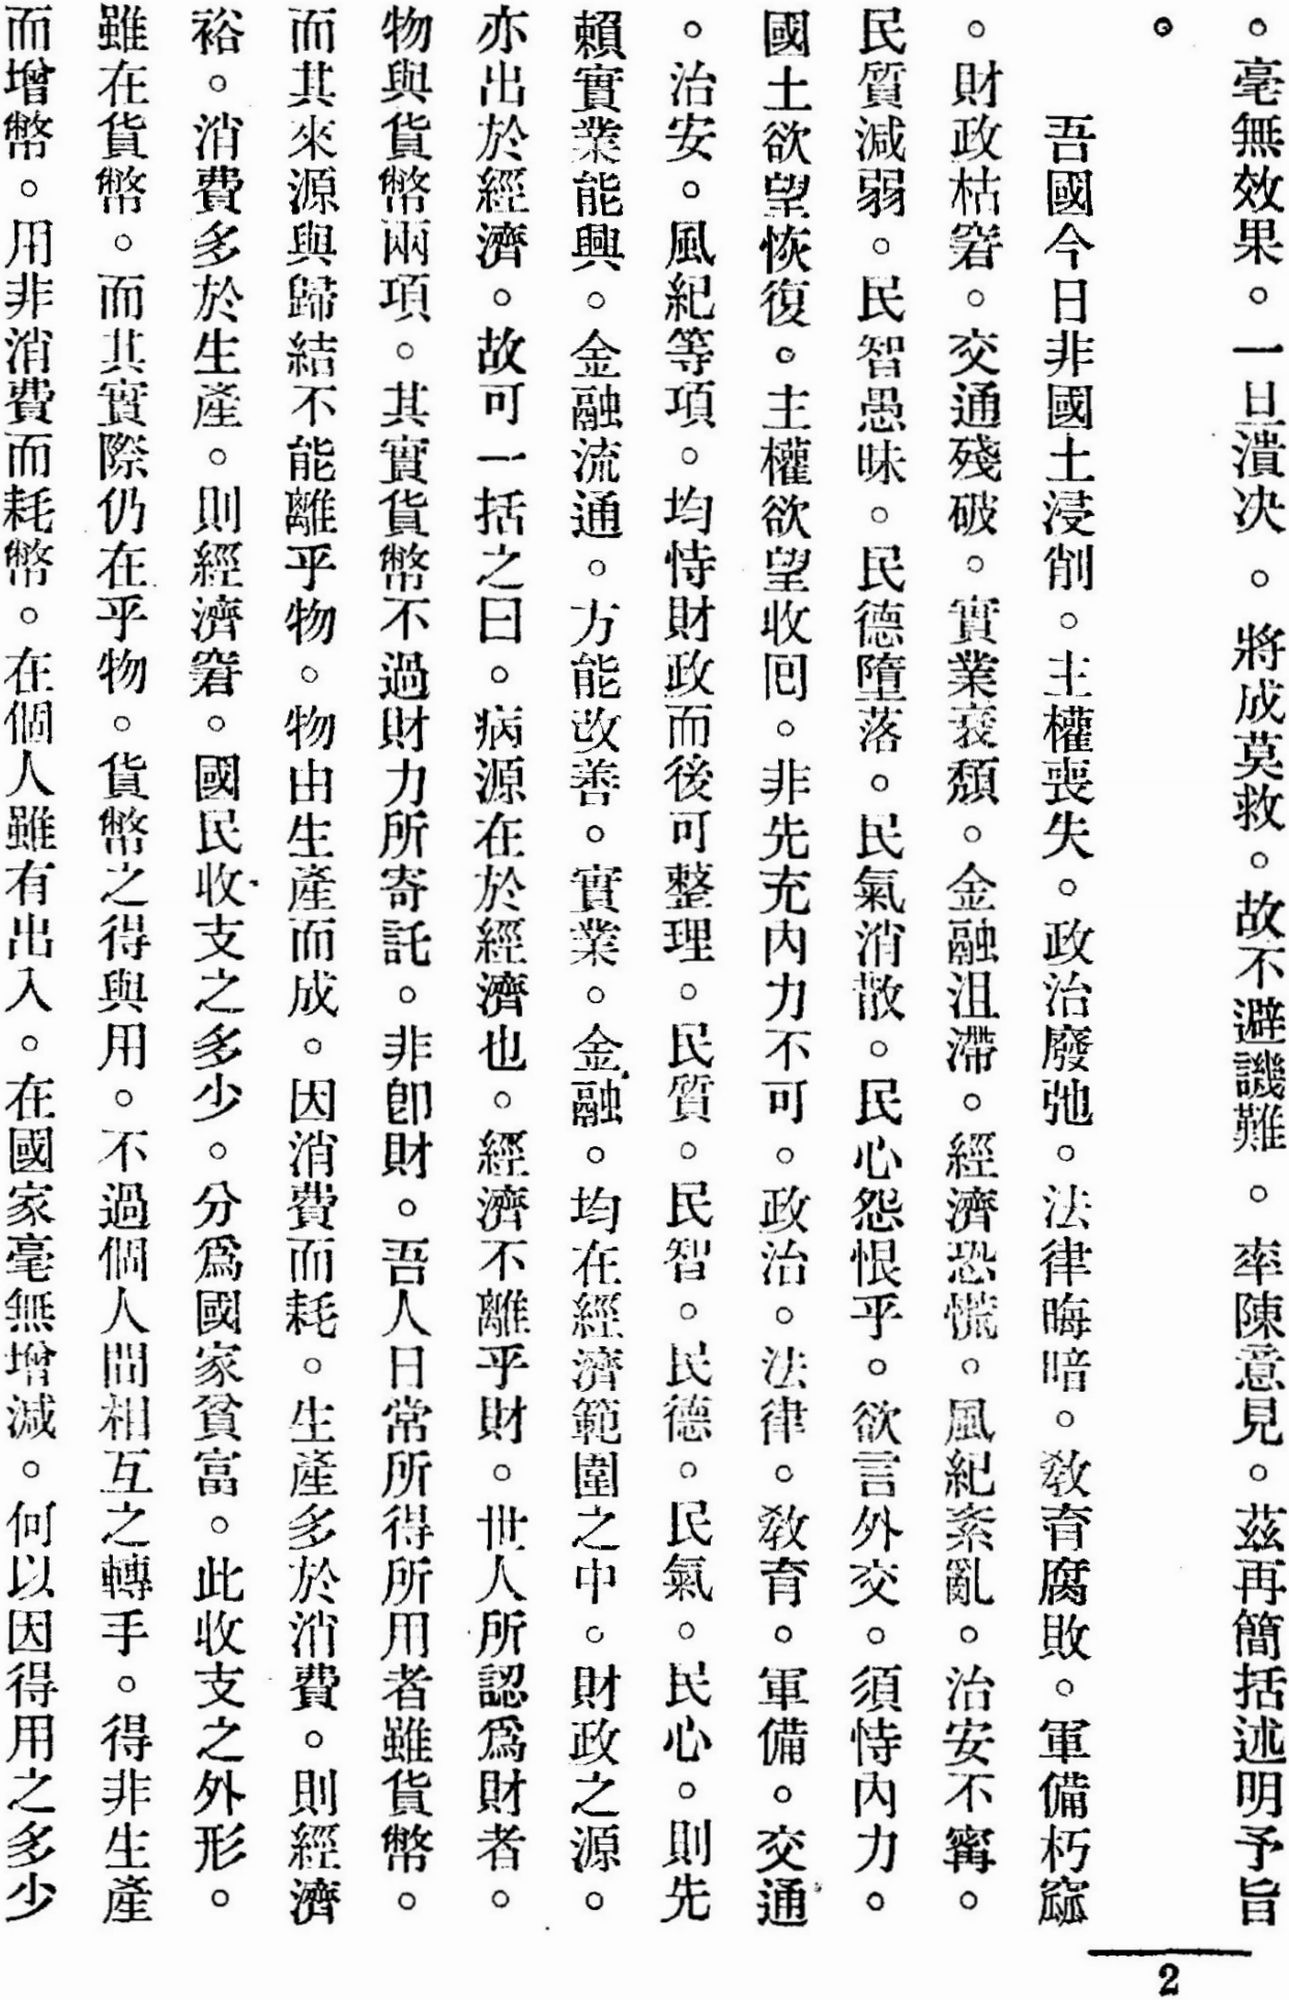 。毫無效果。一旦潰决。將成莫救。故不避譏難。率陳意見。茲再簡括述明予旨
。
吾國今日非國土浸削。主權喪失。政治廢弛。法律晦暗。敎育腐敗。軍備朽窳
。財政枯窘。交通殘破。實業衰頹。金融沮滯。經濟恐慌。風紀紊亂。治安不寗。
民質減弱。民智愚昧。民德墮落。民氣消散。民心怨恨乎。欲言外交。須恃內力。
國土欲望恢復。主權欲望收囘。非先充內力不可。政治。法律。敎育。軍備。交通
。治安。風紀等項。均恃財政而後可整理。民質。民智。民德。民氣。民心。則先
賴實業能興。金融流通。方能改善。實業。金融。均在經濟範圍之中。財政之源。
亦出於經濟。故可一括之曰。病源在於經濟也。經濟不離乎財。世人所認爲財者。
物與貨幣兩項。其實貨幣不過財力所寄託。非卽財。吾人日常所得所用者雖貨幣。
而其來源與歸結不能離乎物。物由生產而成。因消費而耗。生產多於消費。則經濟
裕。消費多於生產。則經濟窘。國民收支之多少。分爲國家貧富。此收支之外形。
雖在貨幣。而其實際仍在乎物。貨幣之得與用。不過個人間相互之轉手。得非生產
而增幣。用非消費而耗幣。在個人雖有出入。在國家毫無增減。何以因得用之多少
2